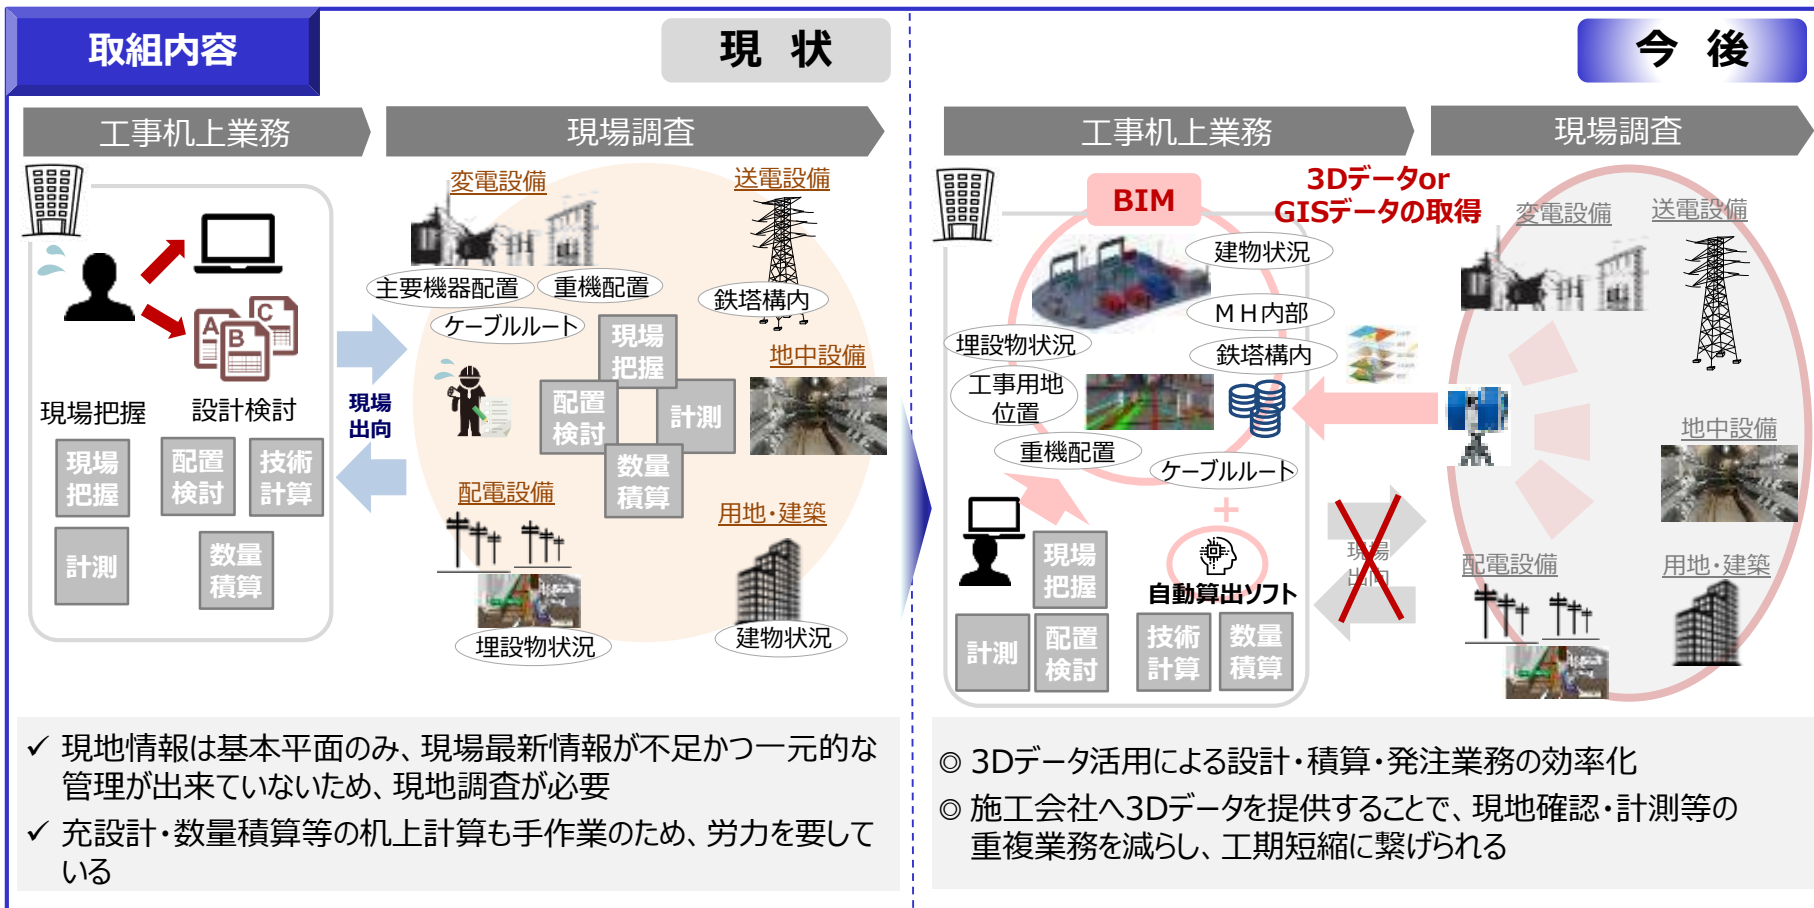 取組内容
現 状
工事机上業務
現場調査
変電設備
送電設備
主要機器配置
重機配置
鉄塔構内
ケーブルルート
A
B
C
現場
把握
地中設備
配置
検討
計測
数量
積算
現場
出向
現場把握
設計検討
現場
把握
配置
検討
技術
計算
計測
数量
積算
配電設備
用地・建築
埋設物状況
建物状況
✓ 現地情報は基本平面のみ、現場最新情報が不足かつ一元的な
管理が出来ていないため、現地調査が必要
✓ 充設計・数量積算等の机上計算も手作業のため、労力を要して
いる
今 後
工事机上業務
現場調査
BIM
3Dデータor
GISデータの取得
変電設備
送電設備
建物状況
ＭＨ内部
埋設物状況
鉄塔構内
工事用地
位置
重機配置
ケーブルルート
地中設備
+
自動算出ソフト
現場
把握
計測
配置
検討
技術
計算
数量
積算
現場
出向
配電設備
用地・建築
◎ 3Dデータ活用による設計・積算・発注業務の効率化
◎ 施工会社へ3Dデータを提供することで、現地確認・計測等の
重複業務を減らし、工期短縮に繋げられる